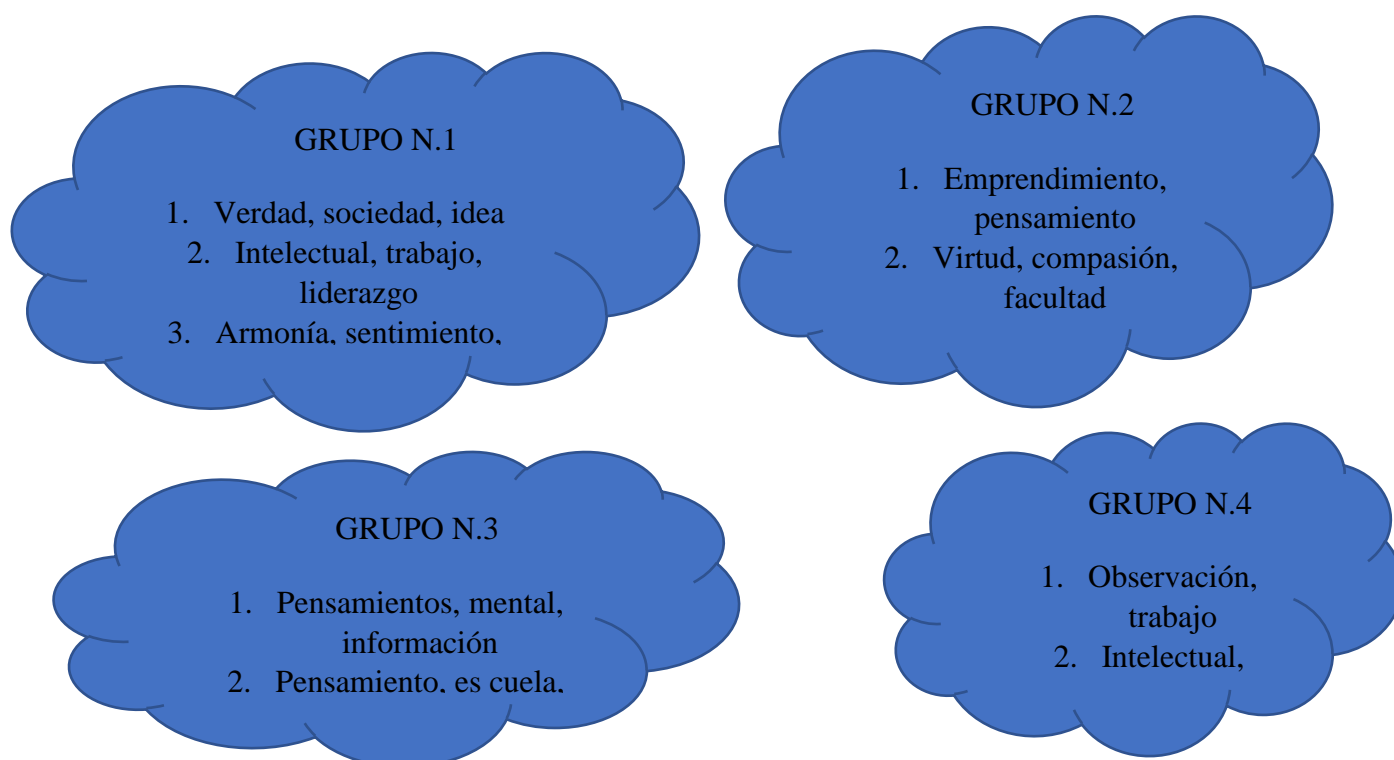 GRUPO N.1
1. Verdad, sociedad, idea
2. Intelectual, trabajo,
liderazgo
3. Armonía, sentimiento,
GRUPO N.2
1. Emprendimiento,
pensamiento
2. Virtud, compasión,
facultad
GRUPO N.3
1. Pensamientos, mental,
información
2. Pensamiento, es cuela,
GRUPO N.4
1. Observación,
trabajo
2. Intelectual,